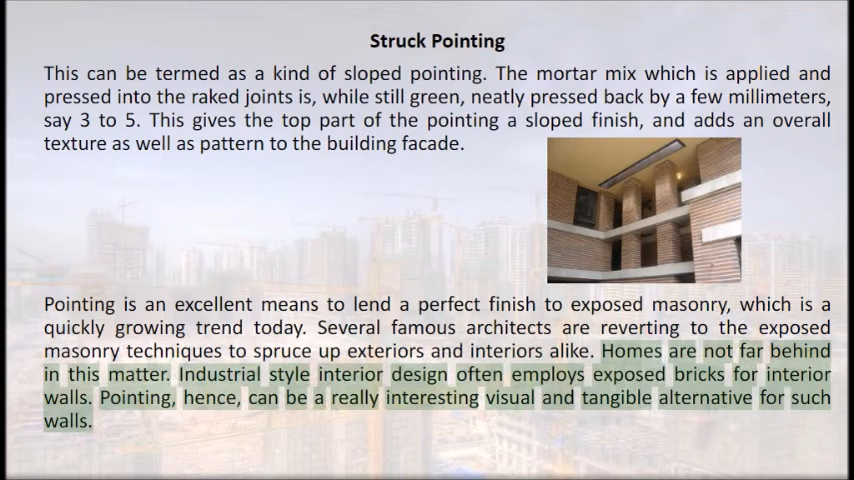 Struck Pointing
This can be termed as a kind of sloped pointing. The mortar mix which is applied and
pressed into the raked joints is, while still green, neatly pressed back by a few millimeters,
say 3 to 5. This gives the top part of the pointing a sloped finish, and adds an overall
texture as well as pattern to the building facade.
Pointing is an excellent means to lend a perfect finish to exposed masonry, which is a
quickly growing trend today. Several famous architects are reverting to the exposed
masonry techniques to spruce up exteriors and interiors alike. Homes are not far behind
in this matter. Industrial style interior design often employs exposed bricks for interior
walls. Pointing, hence, can be a really interesting visual and tangible alternative for such
walls.